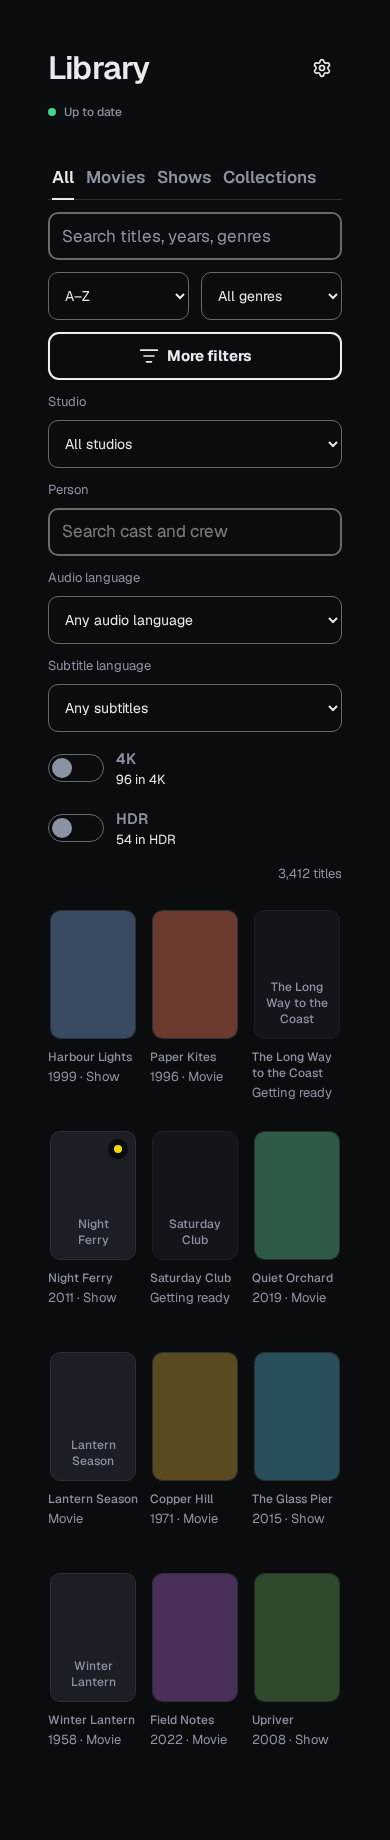 Library
Up to date
All Movies Shows Collections
Search titles, years, genres
A–Z All genres
More filters
Studio
All studios
Person
Search cast and crew
Audio language
Any audio language
Subtitle language
Any subtitles
4K
96 in 4K
HDR
54 in HDR
3,412 titles
The Long
Way to the
Coast
Harbour Lights
1999 · Show
Paper Kites
1996 · Movie
The Long Way
to the Coast
Getting ready
Night
Ferry
Saturday
Club
Night Ferry
2011 · Show
Saturday Club
Getting ready
Quiet Orchard
2019 · Movie
Lantern
Season
Lantern Season
Movie
Copper Hill
1971 · Movie
The Glass Pier
2015 · Show
Winter
Lantern
Winter Lantern
1958 · Movie
Field Notes
2022 · Movie
Upriver
2008 · Show